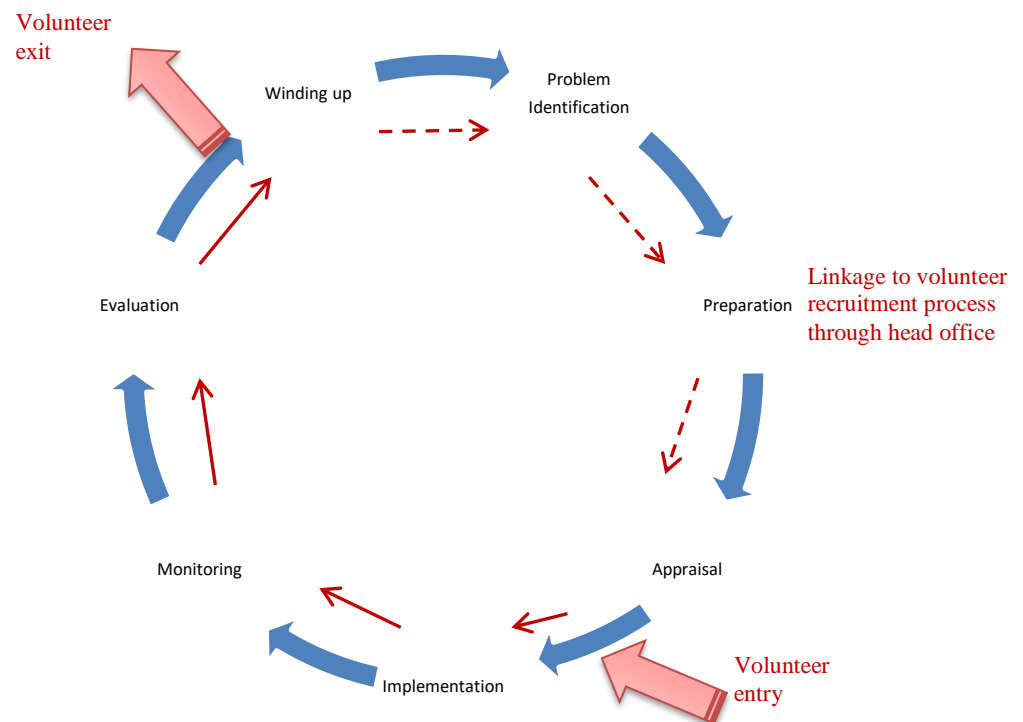 Volunteer
exit
Winding up
Problem
Identification
Preparation
Linkage to volunteer
recruitment process
through head office
Evaluation
Monitoring
Appraisal
Implementation
Volunteer
entry